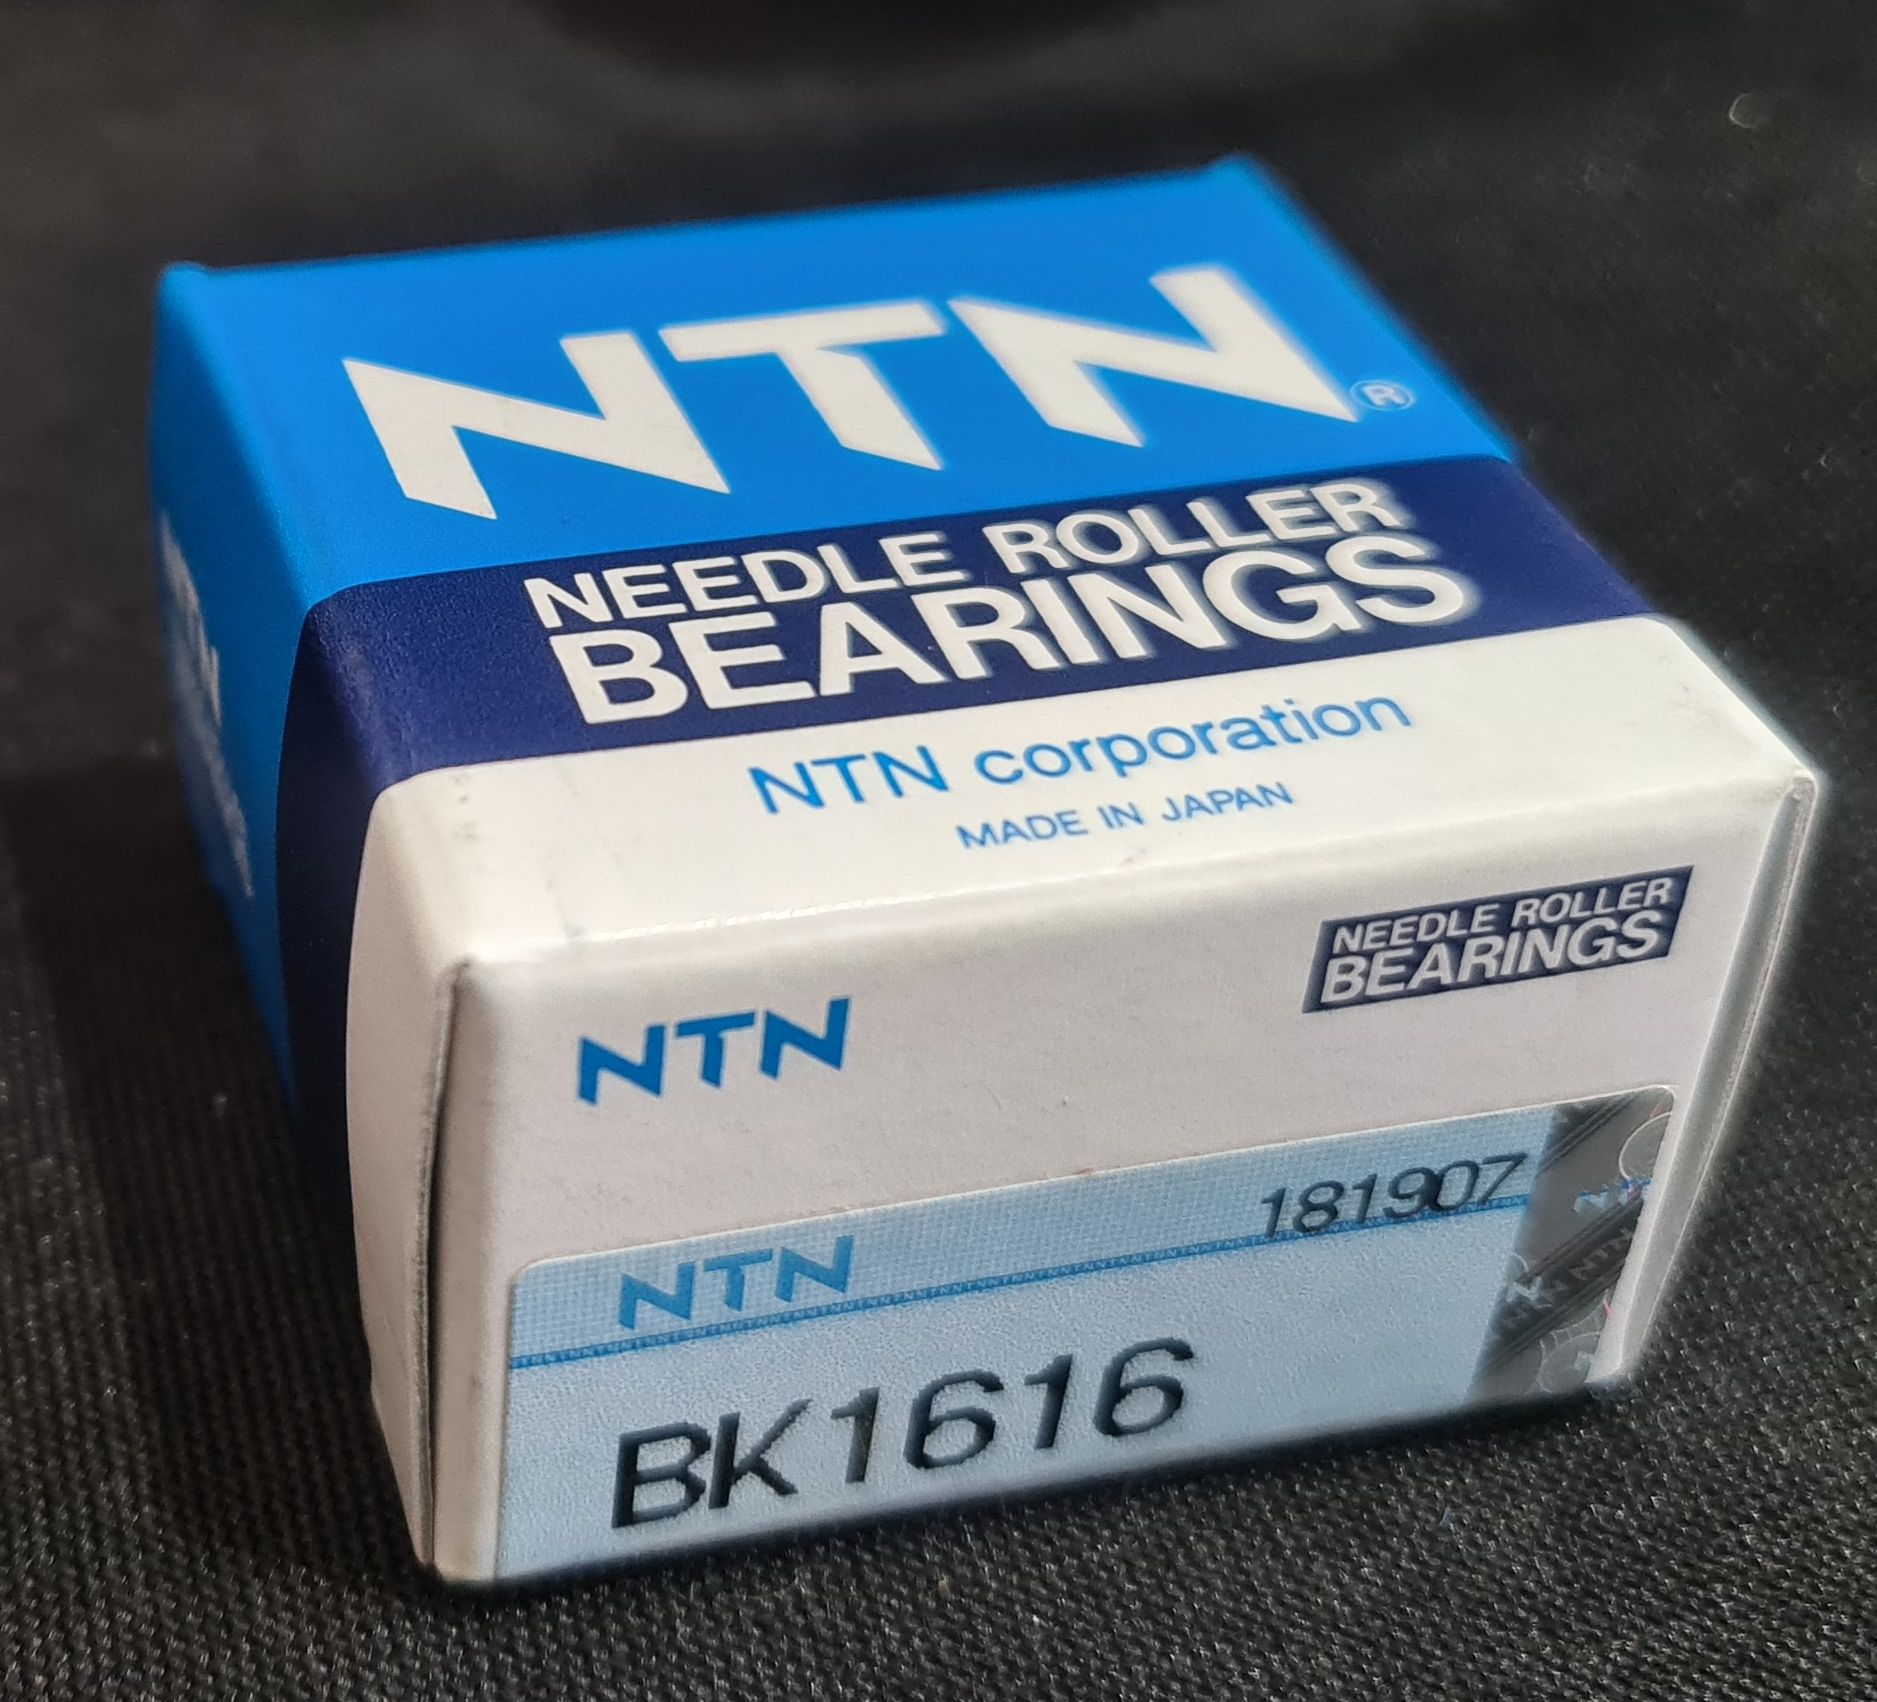 NTN®
NEEDLE ROLLER
BEARINGS
NTN corporation
MADE IN JAPAN
NEEDLE ROLLER
BEARINGS
NTN
181907
NTN
BK1616